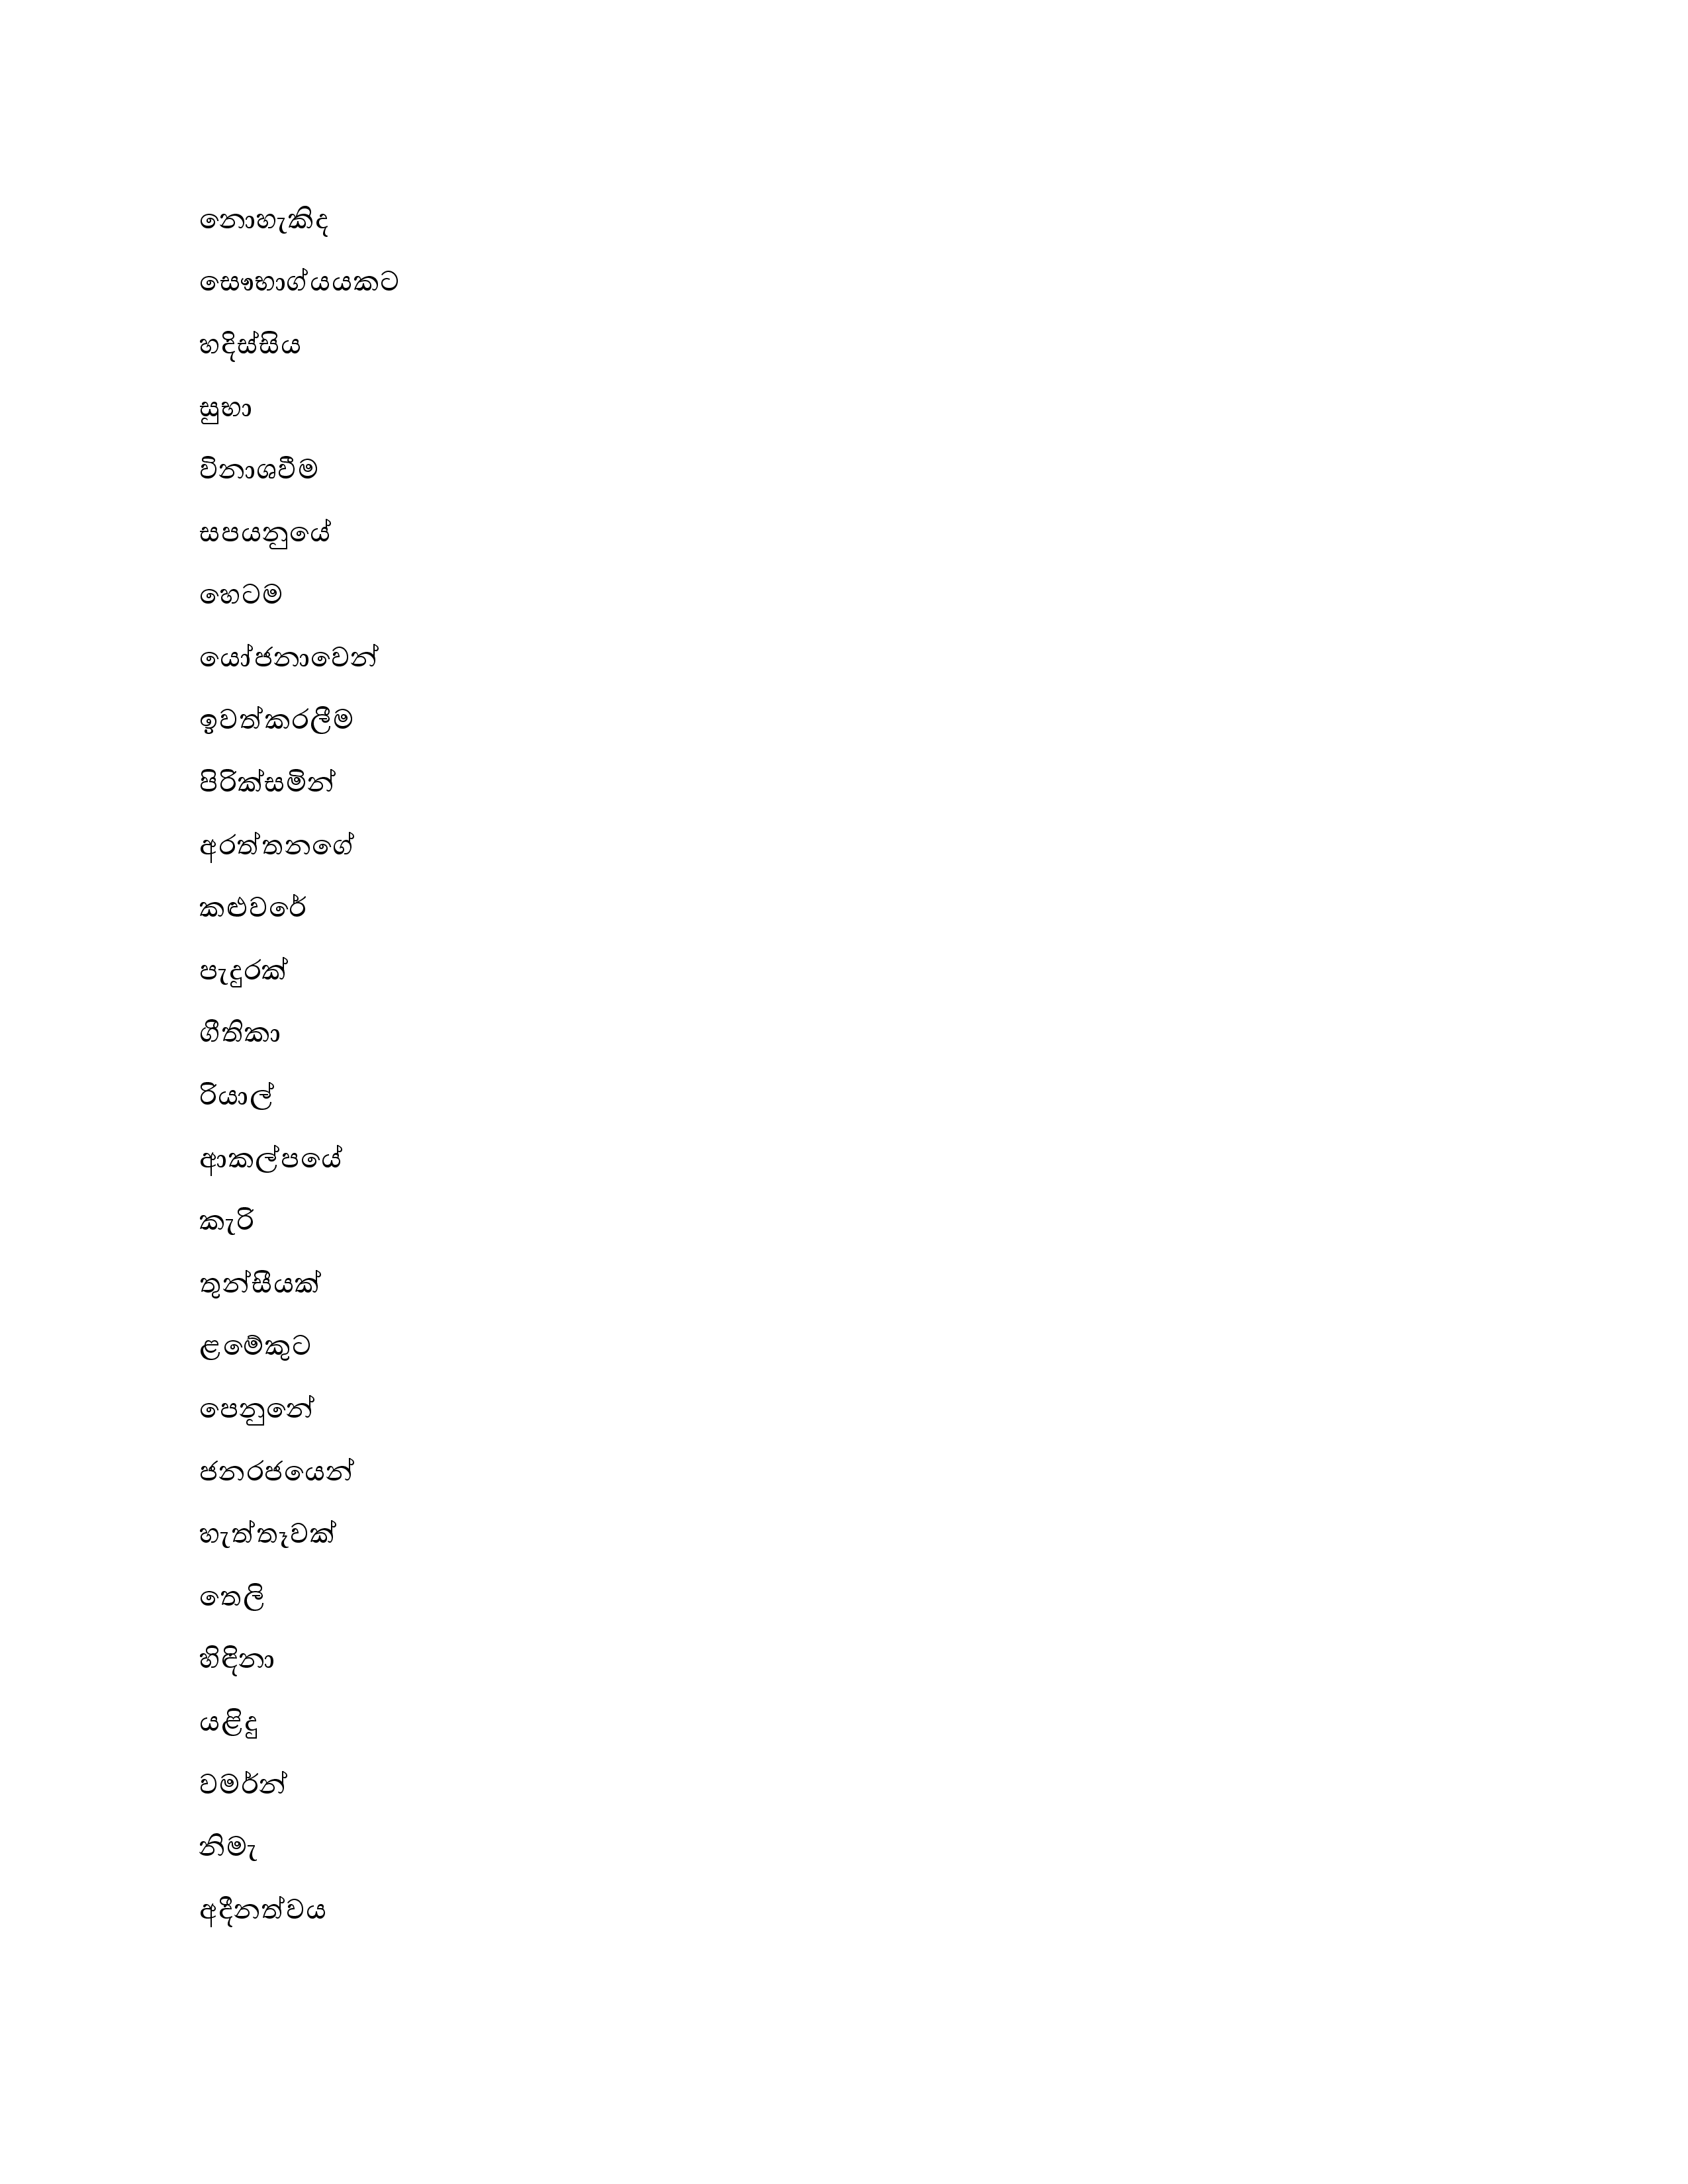 නොහැකිද
සෞභාග්යයකට
හදිස්සිය
සුභා
විනාශවීම
සපයනුයේ
හෙටම
යෝජනාවෙන්
ඉවත්කරලීම
පිරික්සමින්
අරත්තනගේ
කළුවරේ
පැදුරක්
ගීතිකා
රියාල්
ආකල්පයේ
කැරි
තුන්සීයක්
ළමේකුට
පෙනුනේ
ජනරජයෙන්
හැත්තෑවක්
තෙලි
හිඳිනා
යළිදු
වමර්න්
නිමැ
අදීනත්වය